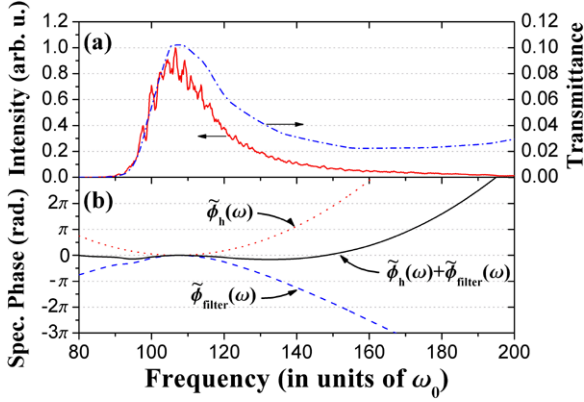 (a)
Intensity (arb. u.)
1.2
1.0
0.8
0.6
0.4
0.2
0.0
0.12
0.10
0.08
0.06
0.04
0.02
0.00
Transmittance
(b)
Spec. Phase (rad.)
2π
0
-π
-2π
-3π
ϕ̃h(ω)
ϕ̃h(ω)+ϕ̃filter(ω)
ϕ̃filter(ω)
80 100 120 140 160 180 200
Frequency (in units of ω0)